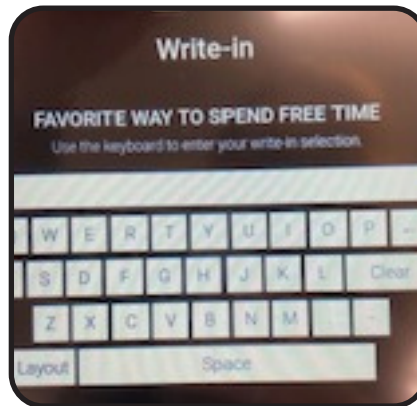 Write-in
FAVORITE WAY TO SPEND FREE TIME
Use the keyboard to enter your write-in selection.
W E R T Y U I O P
S D F G H J K L Clear
Z X C V B N M . -
Layout Space